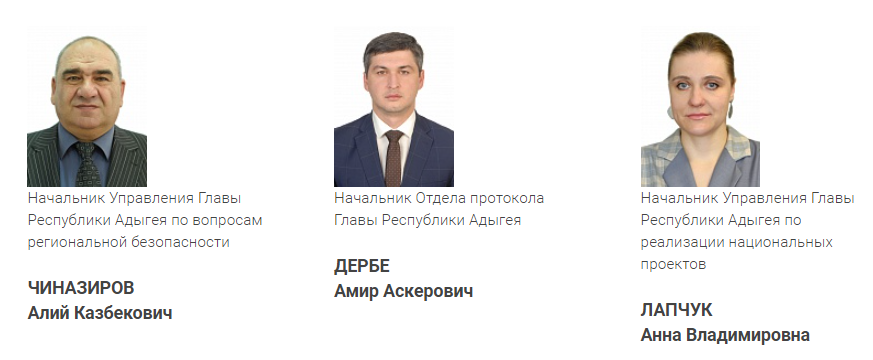 Начальник Управления Главы
Республики Адыгея по вопросам
региональной безопасности
ЧИНАЗИРОВ
Алий Казбекович
Начальник Отдела протокола
Главы Республики Адыгея
ДЕРБЕ
Амир Аскерович
Начальник Управления Главы
Республики Адыгея по
реализации национальных
проектов
ЛАПЧУК
Анна Владимировна